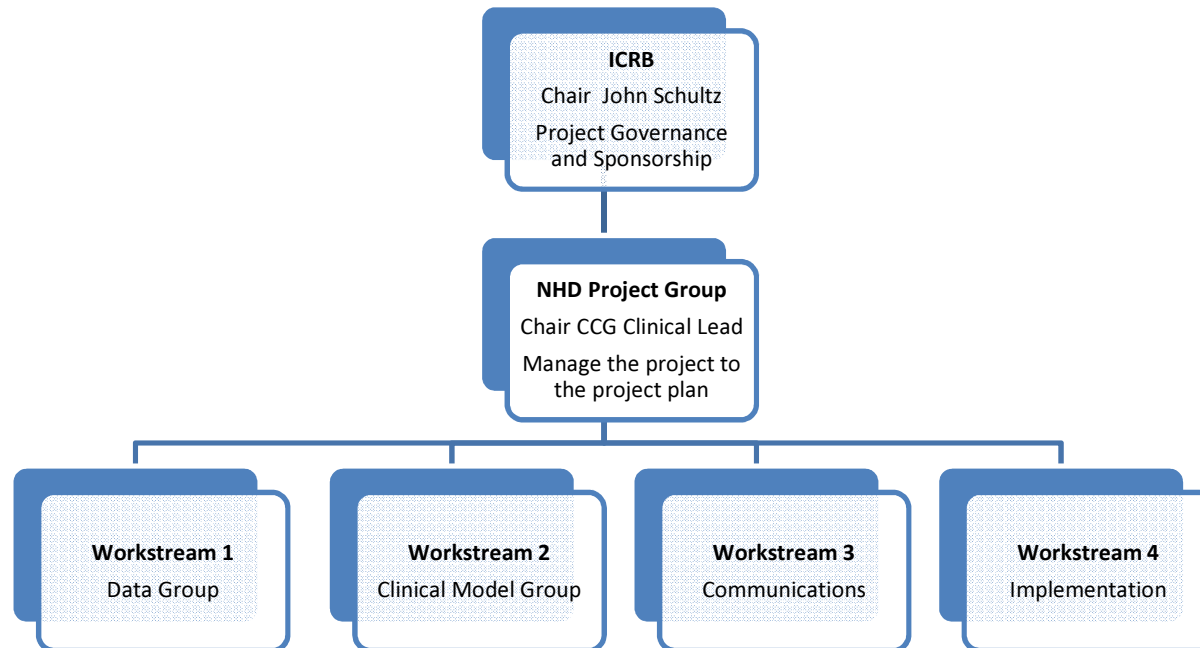 ICRB
Chair  John Schultz
Project Governance
and Sponsorship
NHD Project Group
Chair CCG Clinical Lead
Manage the project to
the project plan
Workstream 1
Data Group
Workstream 2
Clinical Model Group
Workstream 3
Communications
Workstream 4
Implementation